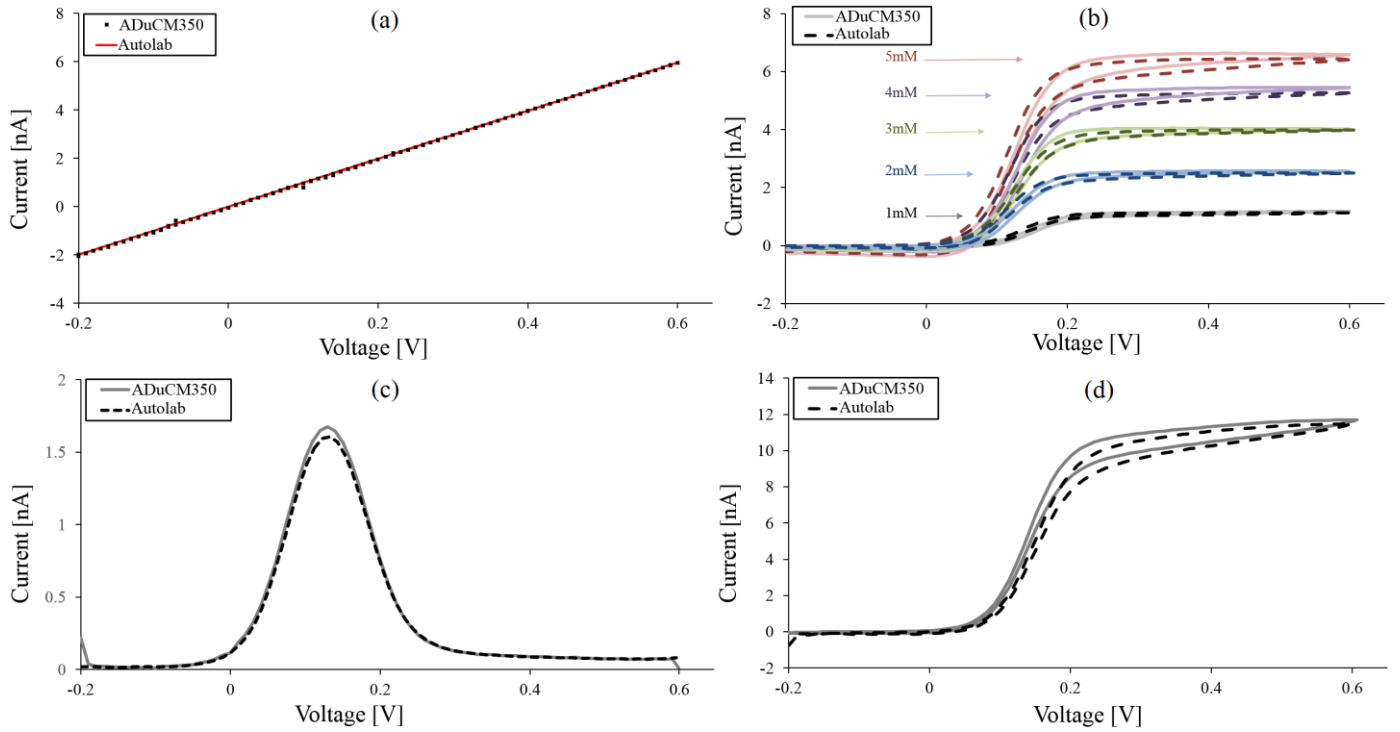 (a)
ADuCM350
Autolab
8
6
4
2
0
-2
-4
-0.2
0
0.2
0.4
0.6
Current [nA]
Voltage [V]
(b)
ADuCM350
Autolab
5mM
4mM
3mM
2mM
1mM
8
6
4
2
0
-2
-0.2
0
0.2
0.4
0.6
Current [nA]
Voltage [V]
(c)
ADuCM350
Autolab
2
1.5
1
0.5
0
-0.2
0
0.2
0.4
0.6
Current [nA]
Voltage [V]
(d)
ADuCM350
Autolab
14
12
10
8
6
4
2
0
-2
-0.2
0
0.2
0.4
0.6
Current [nA]
Voltage [V]